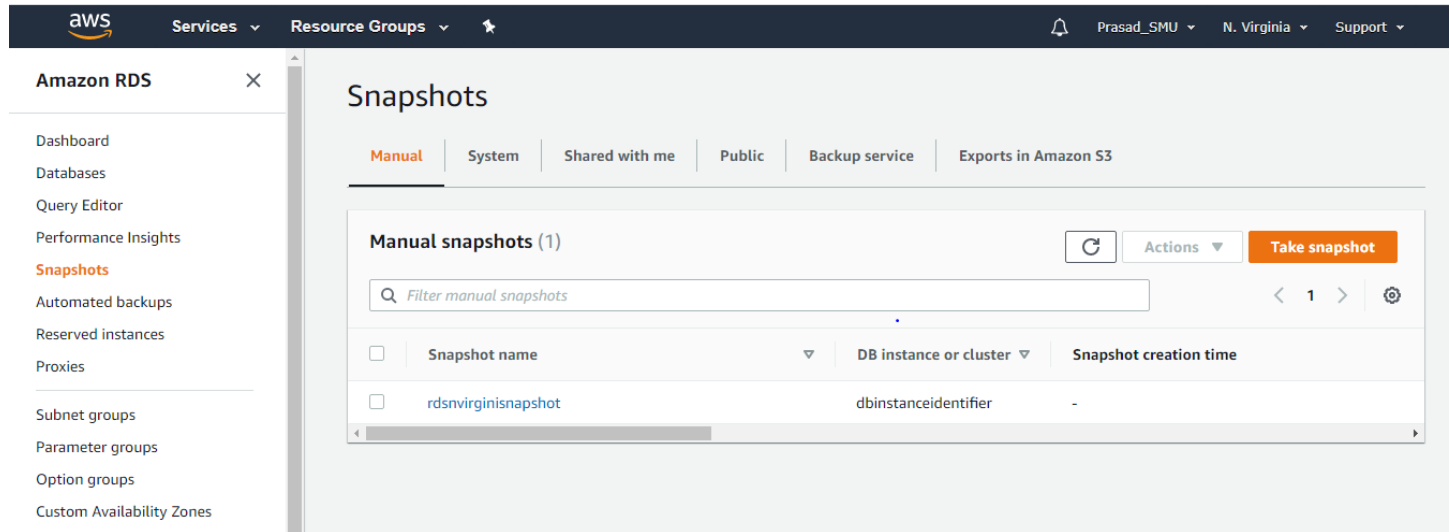 aws Services Resource Groups Prasad_SMU N. Virginia Support
Amazon RDS
Dashboard
Databases
Query Editor
Performance Insights
Snapshots
Automated backups
Reserved instances
Proxies
Subnet groups
Parameter groups
Option groups
Custom Availability Zones
Snapshots
Manual System Shared with me Public Backup service Exports in Amazon S3
Manual snapshots (1) Actions Take snapshot
Filter manual snapshots 1
Snapshot name DB instance or cluster Snapshot creation time
rdsnvirginisnapshot dbinstanceidentifier -